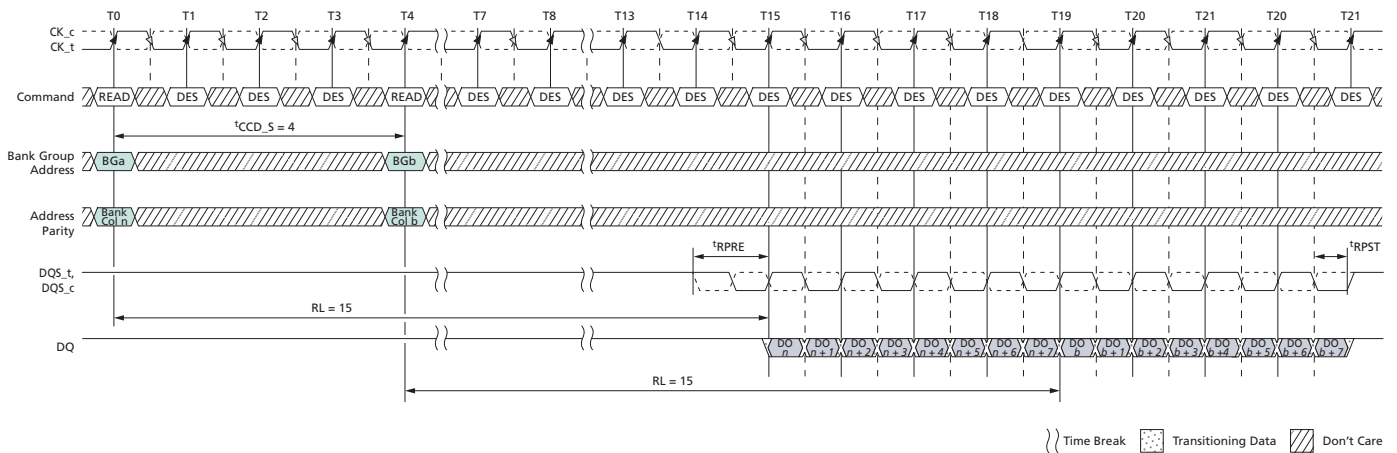 T0 T1 T2 T3 T4 T7 T8 T13 T14 T15 T16 T17 T18 T19 T20 T21 T20 T21
CK_c
CK_t
Command READ DES DES DES READ DES DES DES DES DES DES DES DES DES DES DES DES DES
tCCD_S = 4
Bank Group
Address
BGa BGb
Address
Parity
Bank
Col n
Bank
Col b
tRPRE tRPST
DQS_t,
DQS_c
RL = 15
DQ
DO
n
DO
n + 1
DO
n + 2
DO
n + 3
DO
n + 4
DO
n + 5
DO
n + 6
DO
n + 7
DO
b
DO
b + 1
DO
b + 2
DO
b + 3
DO
b + 4
DO
b + 5
DO
b + 6
DO
b + 7
RL = 15
Time Break Transitioning Data Don't Care